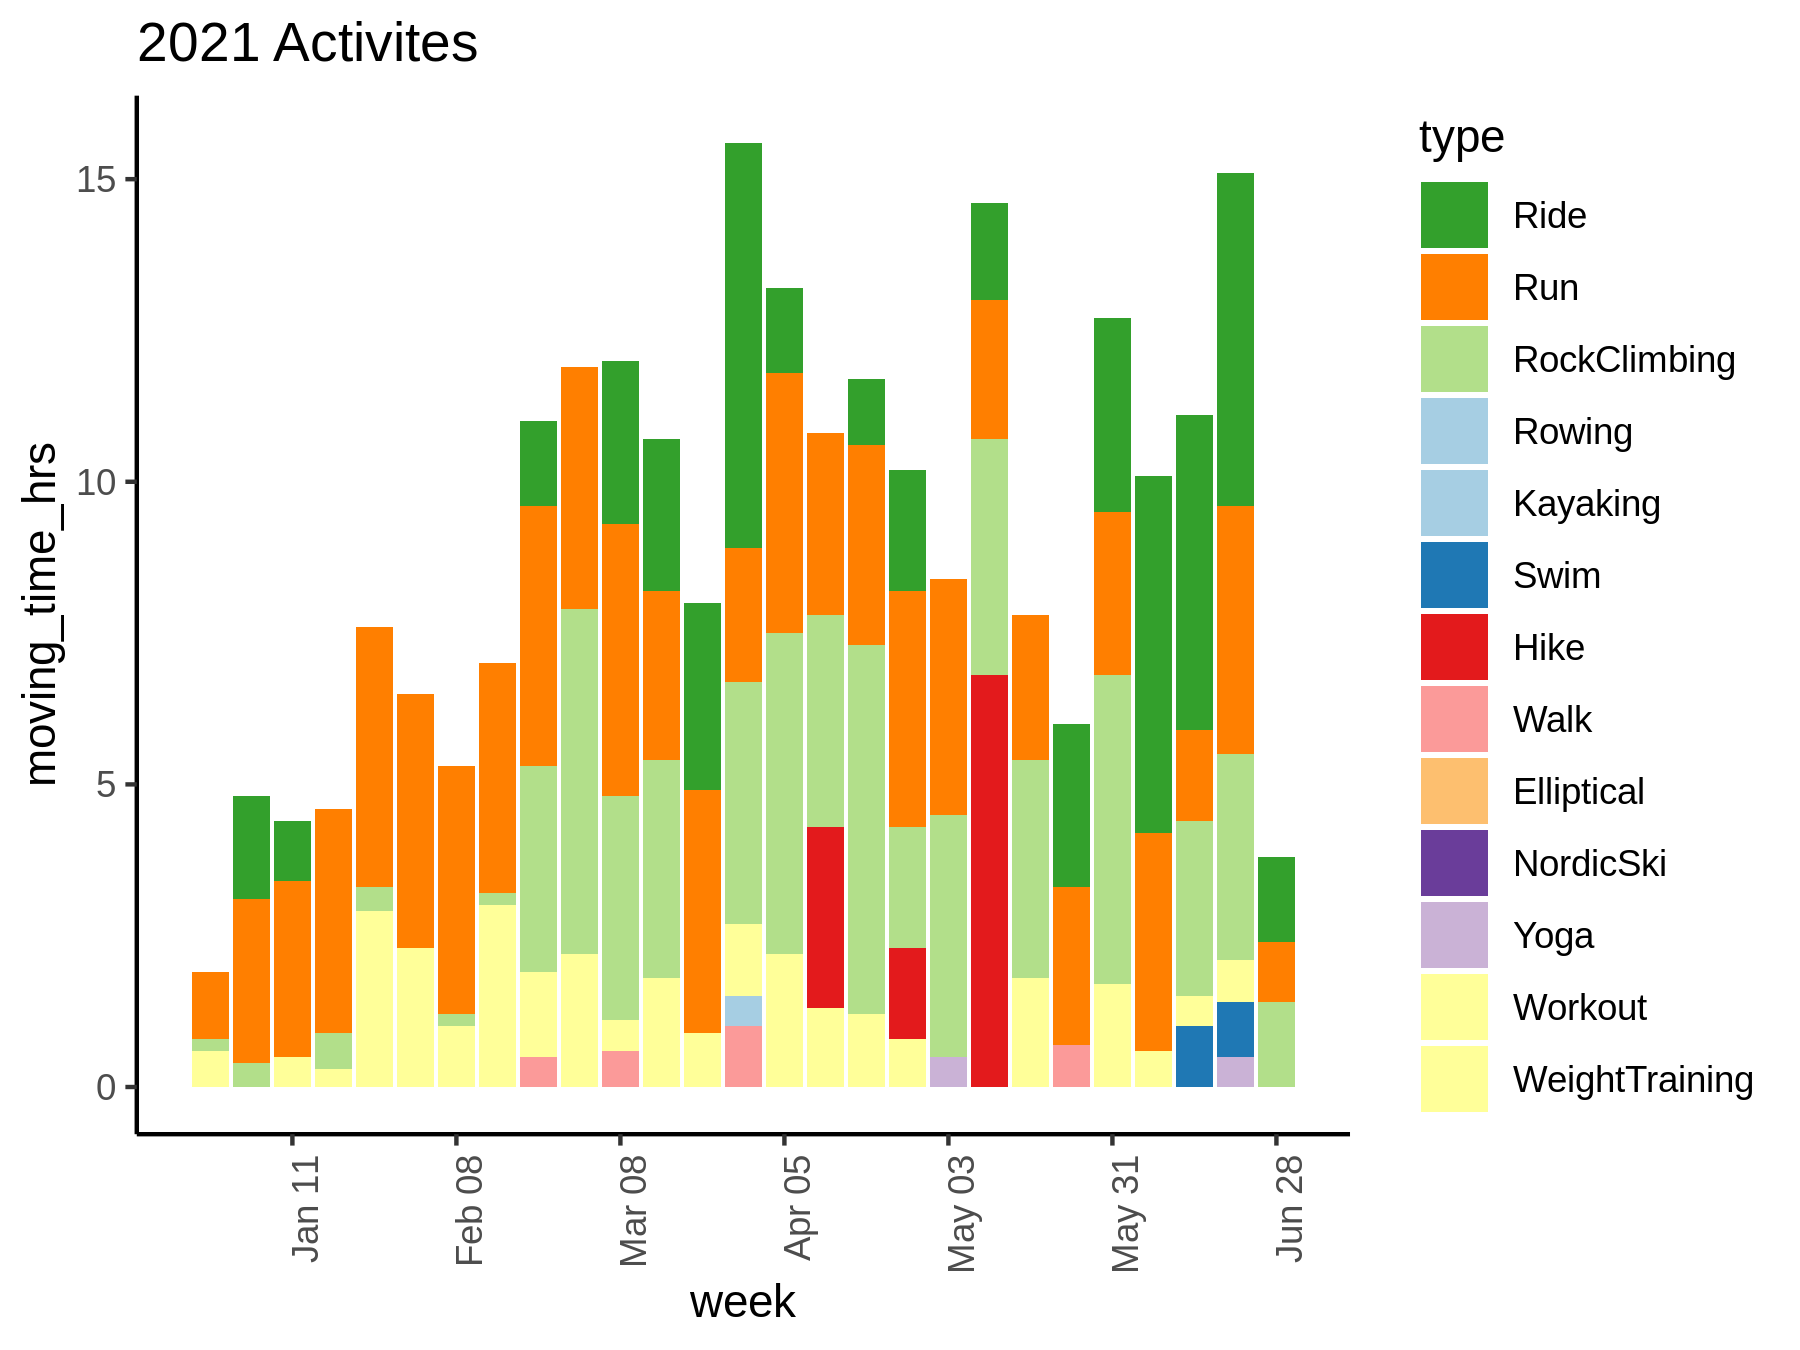 2021 Activites
moving_time_hrs
15
10
5
0
Jan 11
Feb 08
Mar 08
Apr 05
May 03
May 31
Jun 28
week
type
Ride
Run
RockClimbing
Rowing
Kayaking
Swim
Hike
Walk
Elliptical
NordicSki
Yoga
Workout
WeightTraining